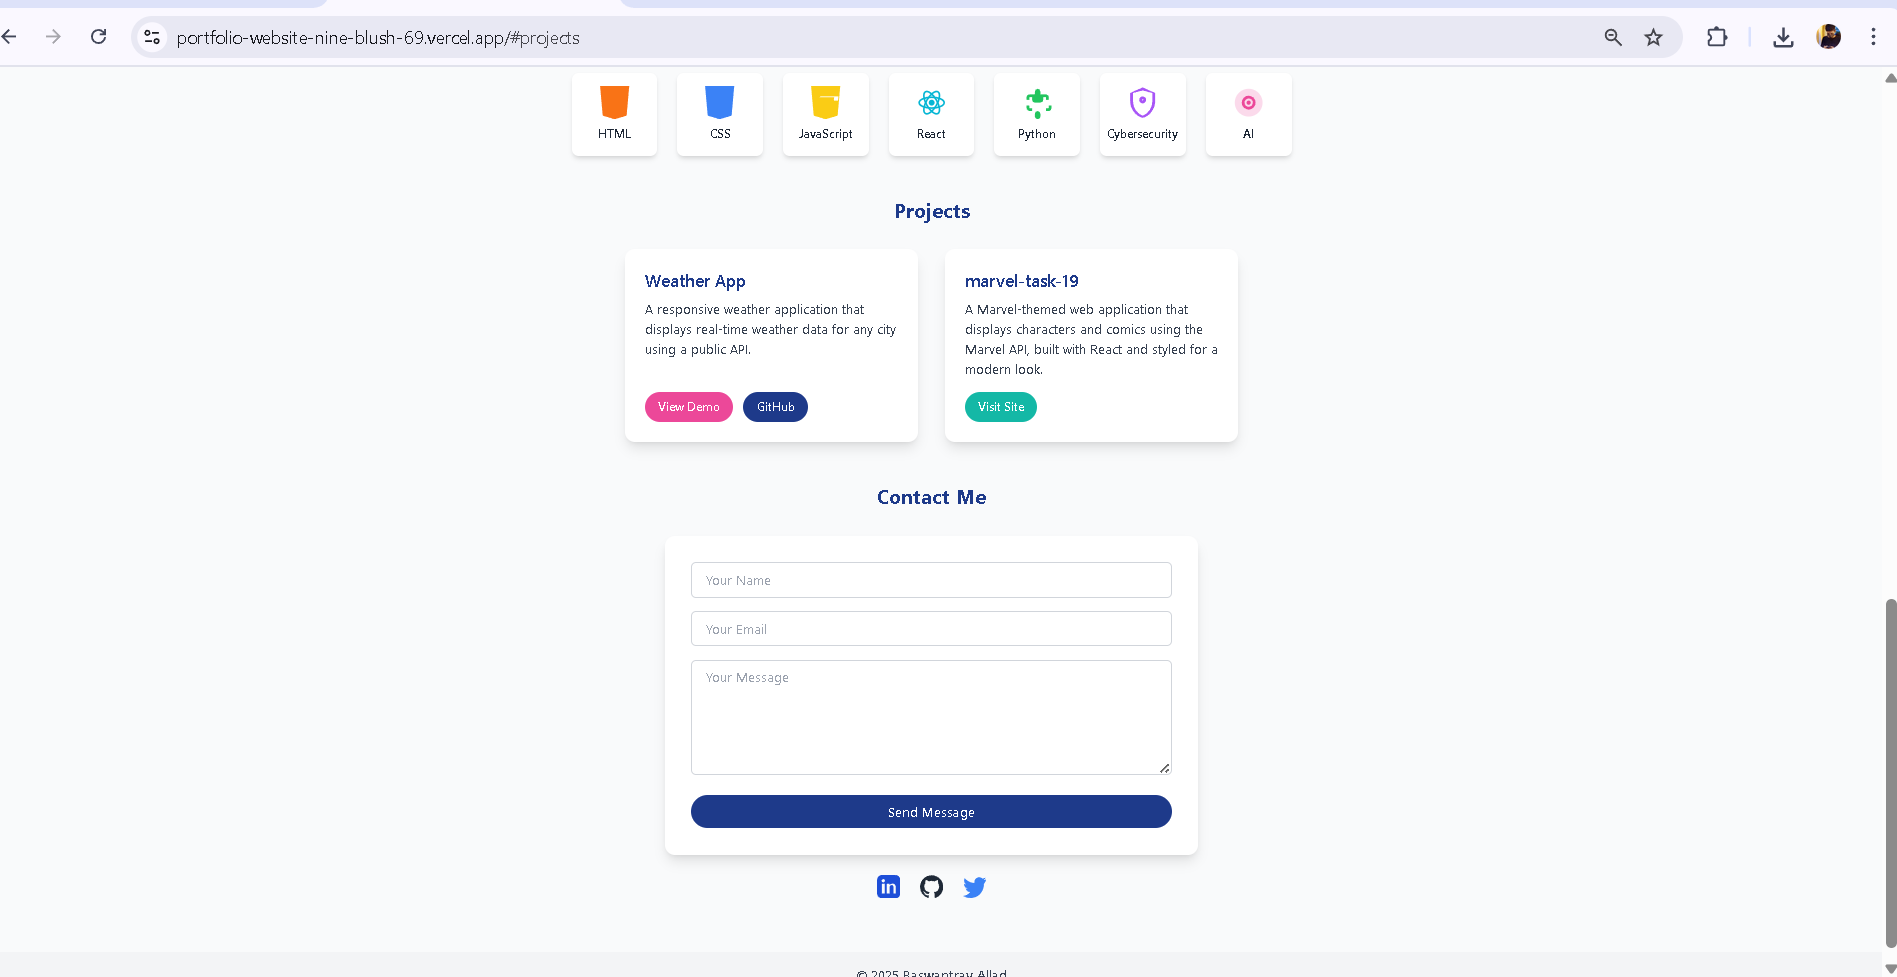 portfolio-website-nine-blush-69.vercel.app/#projects
HTML
CSS
JavaScript
React
Python
Cybersecurity
AI
Projects
Weather App
A responsive weather application that
displays real-time weather data for any city
using a public API.
View Demo
GitHub
marvel-task-19
A Marvel-themed web application that
displays characters and comics using the
Marvel API, built with React and styled for a
modern look.
Visit Site
Contact Me
Your Name
Your Email
Your Message
Send Message
in
© 2025 Baswantray Allad